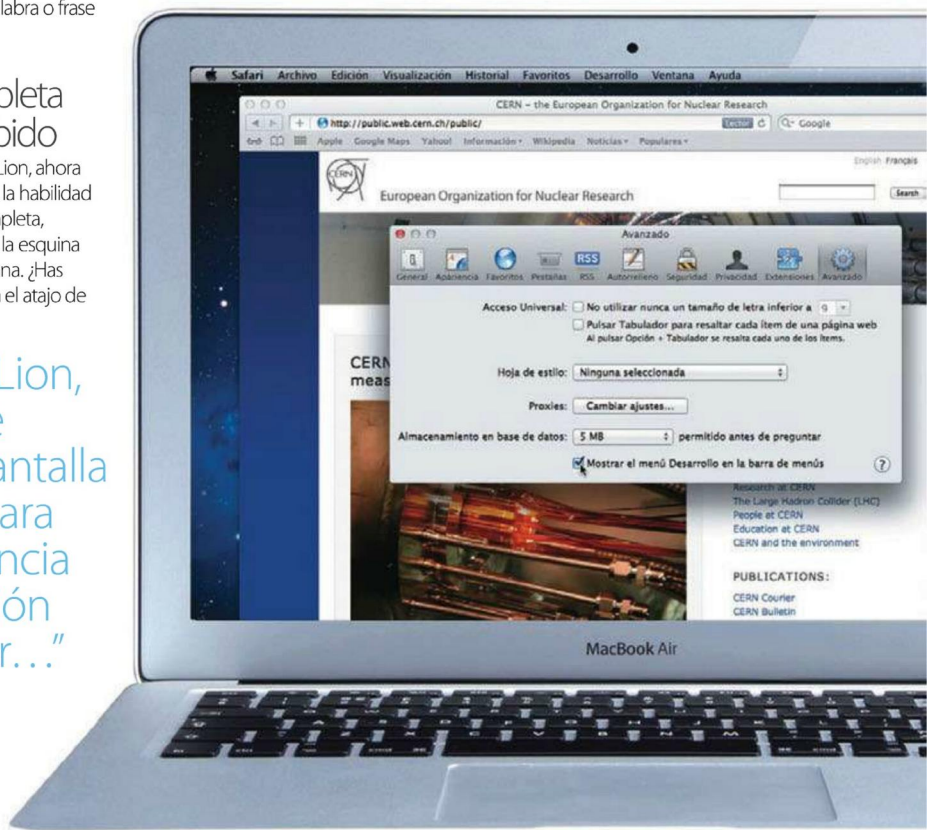 labra o frase
pleta
pido
Lion, ahora
la habilidad
npleta,
la esquina
na. ¿Has
el atajo de
Lion,
e
antalla
ara
ncia
ón
r…”
Safari Archivo Edición Visualización Historial Favoritos Desarrollo Ventana Ayuda
CERN – the European Organization for Nuclear Research
http://public.web.cern.ch/public/
Lector
Google
Apple Google Maps Yahoo! Información Wikipedia Noticias Populares
English Français
CERN
European Organization for Nuclear Research
Search
Avanzado
General Apariencia Favoritos Pestañas RSS Autorrelleno Seguridad Privacidad Extensiones Avanzado
RSS
Acceso Universal: No utilizar nunca un tamaño de letra inferior a 9
Pulsar Tabulador para resaltar cada ítem de una página web
Al pulsar Opción + Tabulador se resalta cada uno de los ítems.
CERN
meas
Hoja de estilo: Ninguna seleccionada
Proxies: Cambiar ajustes...
Almacenamiento en base de datos: 5 MB permitido antes de preguntar
Mostrar el menú Desarrollo en la barra de menús
?
Research at CERN
The Large Hadron Collider (LHC)
People at CERN
Education at CERN
CERN and the environment
PUBLICATIONS:
CERN Courier
CERN Bulletin
MacBook Air